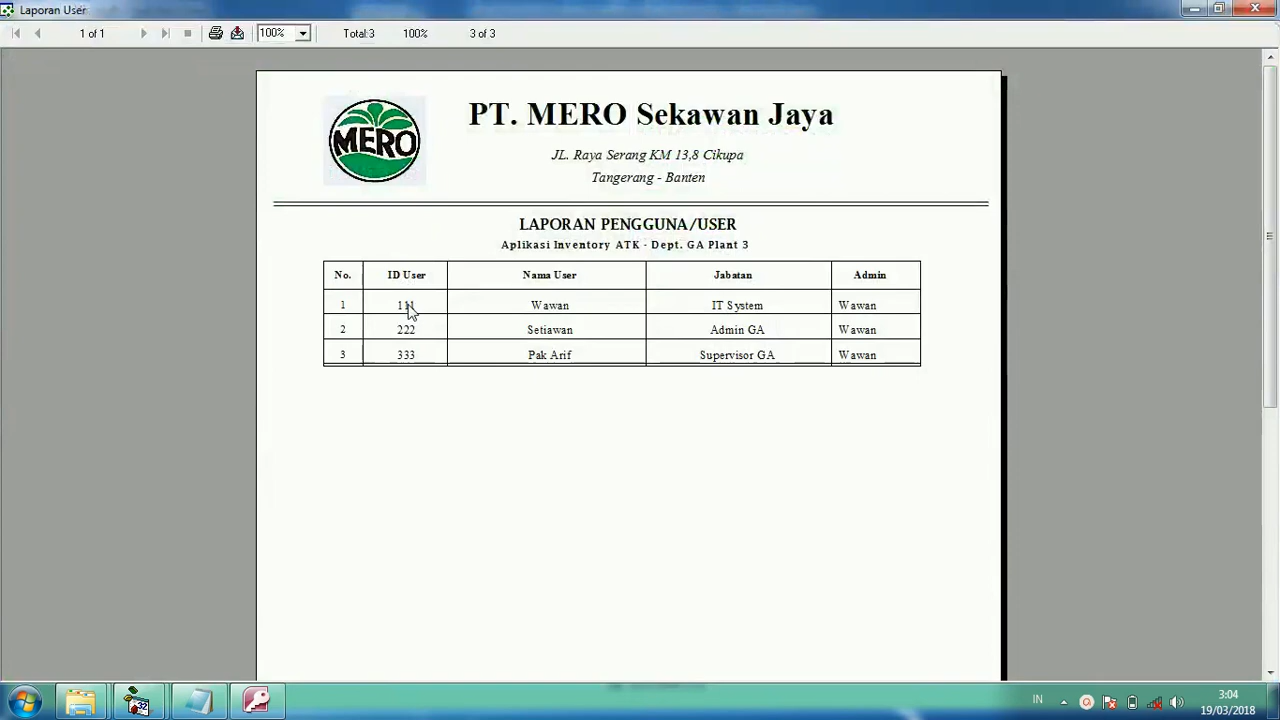 Laporan User
1 of 1 100% Total:3 100% 3 of 3
MERO
PT. MERO Sekawan Jaya
JL. Raya Serang KM 13,8 Cikupa
Tangerang - Banten
LAPORAN PENGGUNA/USER
Aplikasi Inventory ATK - Dept. GA Plant 3
No. ID User Nama User Jabatan Admin
1 111 Wawan IT System Wawan
2 222 Setiawan Admin GA Wawan
3 333 Pak Arif Supervisor GA Wawan
IN
3:04
19/03/2018